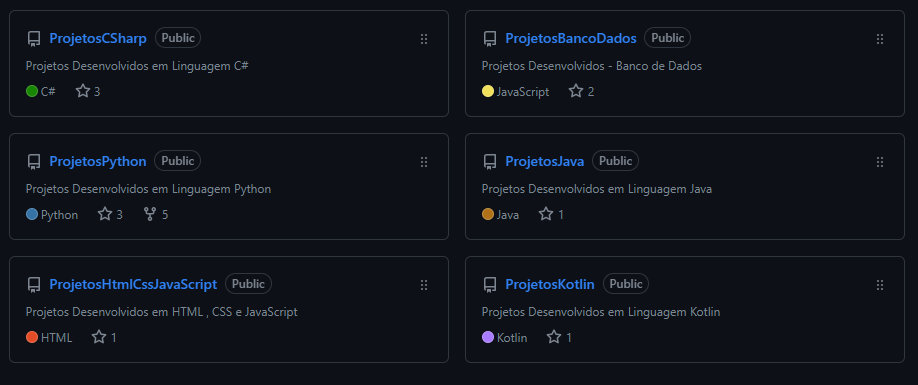 ProjetosCSharp Public
Projetos Desenvolvidos em Linguagem C#
C# 3
ProjetosBancoDados Public
Projetos Desenvolvidos - Banco de Dados
JavaScript 2
ProjetosPython Public
Projetos Desenvolvidos em Linguagem Python
Python 3 5
ProjetosJava Public
Projetos Desenvolvidos em Linguagem Java
Java 1
ProjetosHtmlCssJavaScript Public
Projetos Desenvolvidos em HTML , CSS e JavaScript
HTML 1
ProjetosKotlin Public
Projetos Desenvolvidos em Linguagem Kotlin
Kotlin 1